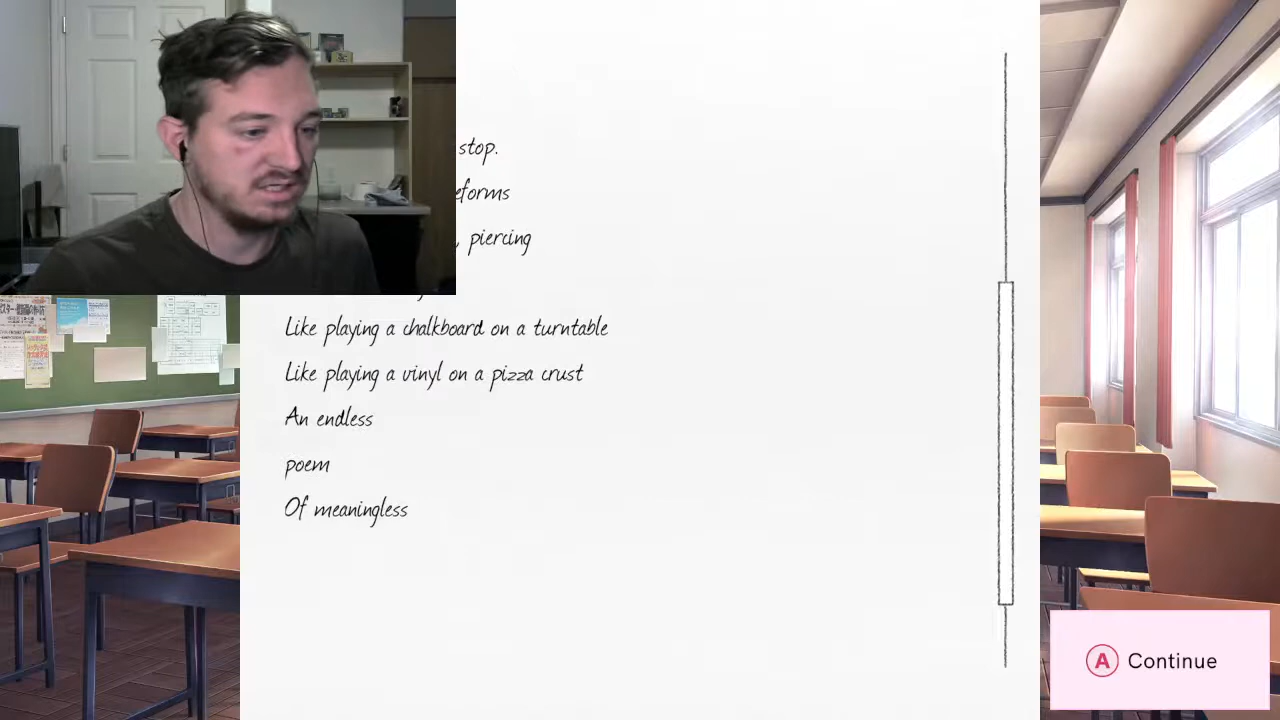 stop.
eforms
, piercing
Like playing a chalkboard on a turntable
Like playing a vinyl on a pizza crust
An endless
poem
Of meaningless
A Continue